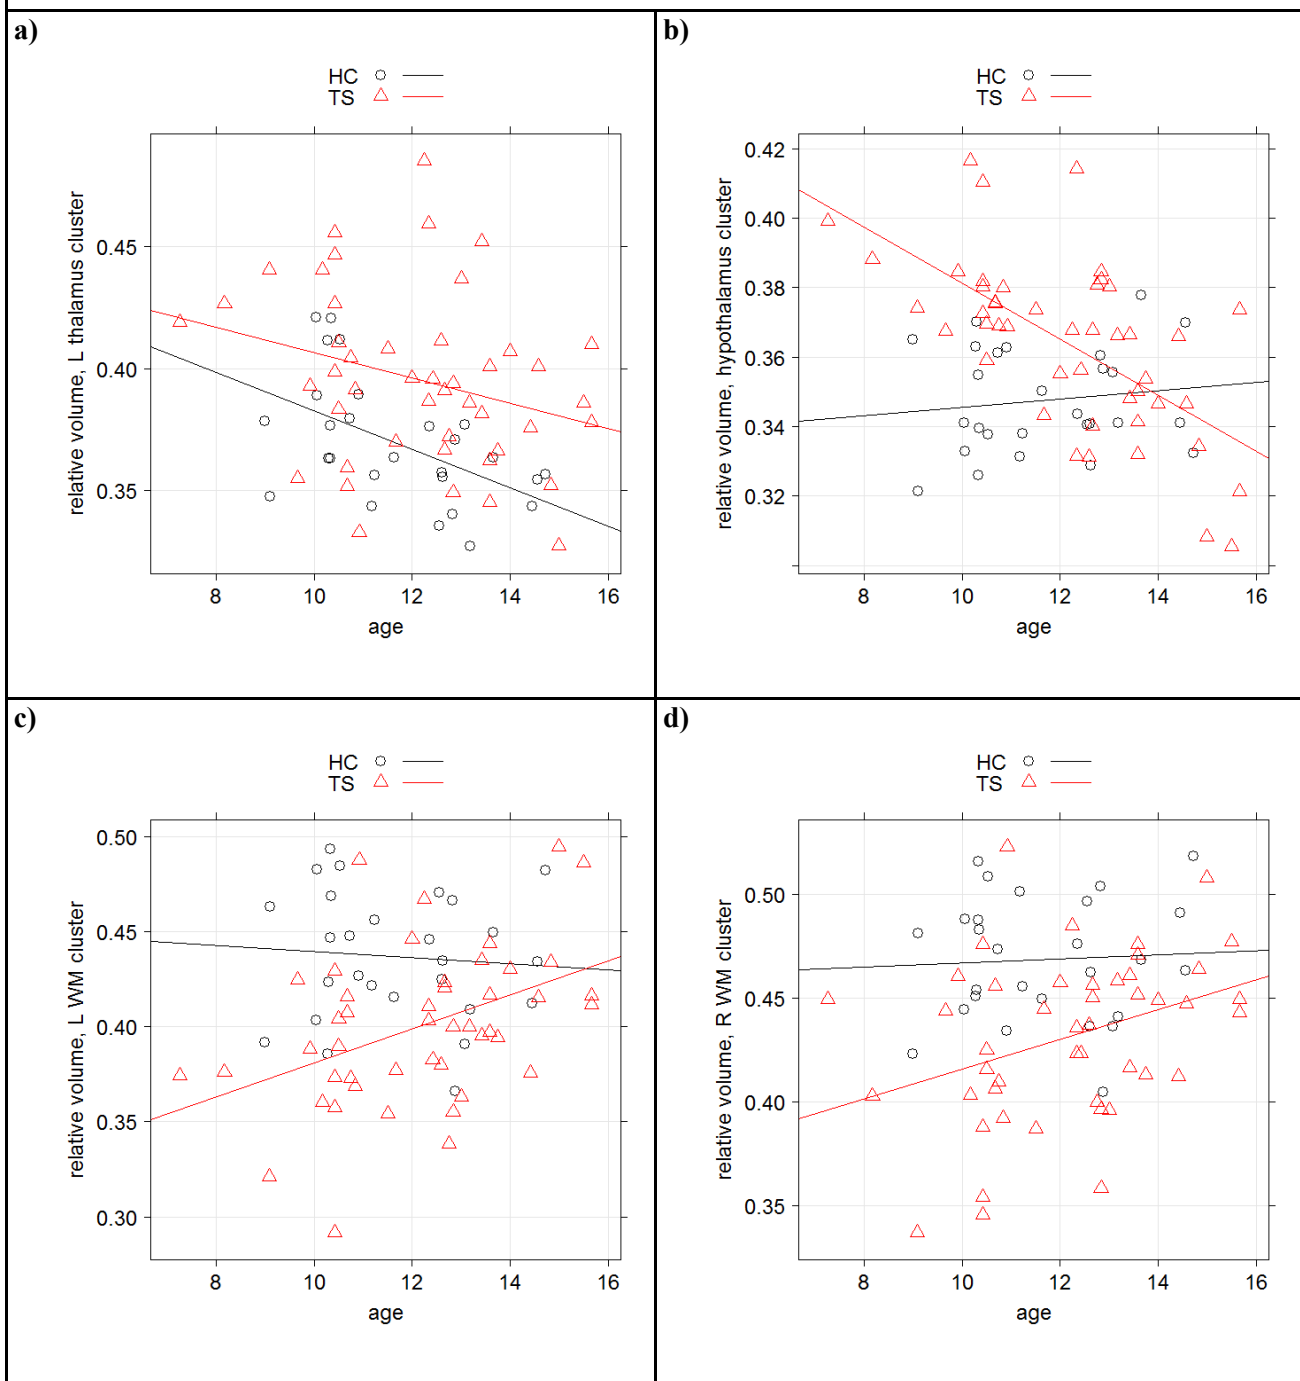 a)
HC
TS
relative volume, L thalamus cluster
0.45
0.40
0.35
8 10 12 14 16
age
b)
HC
TS
relative volume, hypothalamus cluster
0.42
0.40
0.38
0.36
0.34
0.32
8 10 12 14 16
age
c)
HC
TS
relative volume, L WM cluster
0.50
0.45
0.40
0.35
0.30
8 10 12 14 16
age
d)
HC
TS
relative volume, R WM cluster
0.50
0.45
0.40
0.35
8 10 12 14 16
age